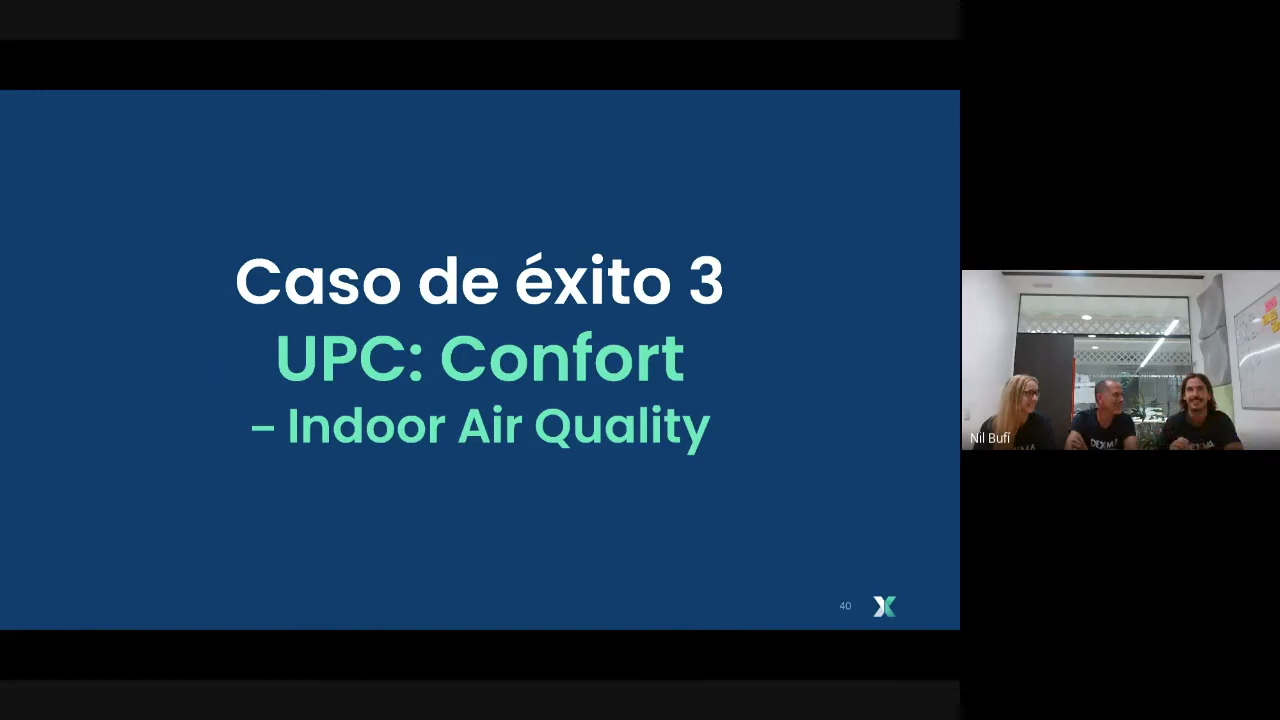 Caso de éxito 3
UPC: Confort
– Indoor Air Quality
40
Nil Bufí